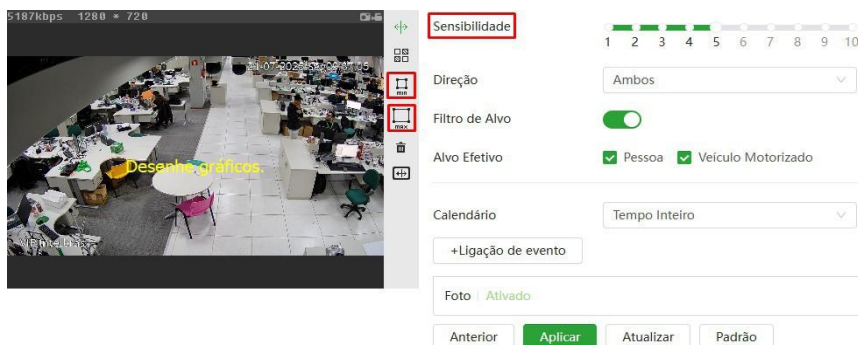 5187kbps 1280 * 720
Desenhe gráficos.
min
max
Sensibilidade
1 2 3 4 5 6 7 8 9 10
Direção
Ambos
Filtro de Alvo
Alvo Efetivo
Pessoa
Veículo Motorizado
Calendário
Tempo Inteiro
+Ligação de evento
Foto
Ativado
Anterior
Aplicar
Atualizar
Padrão